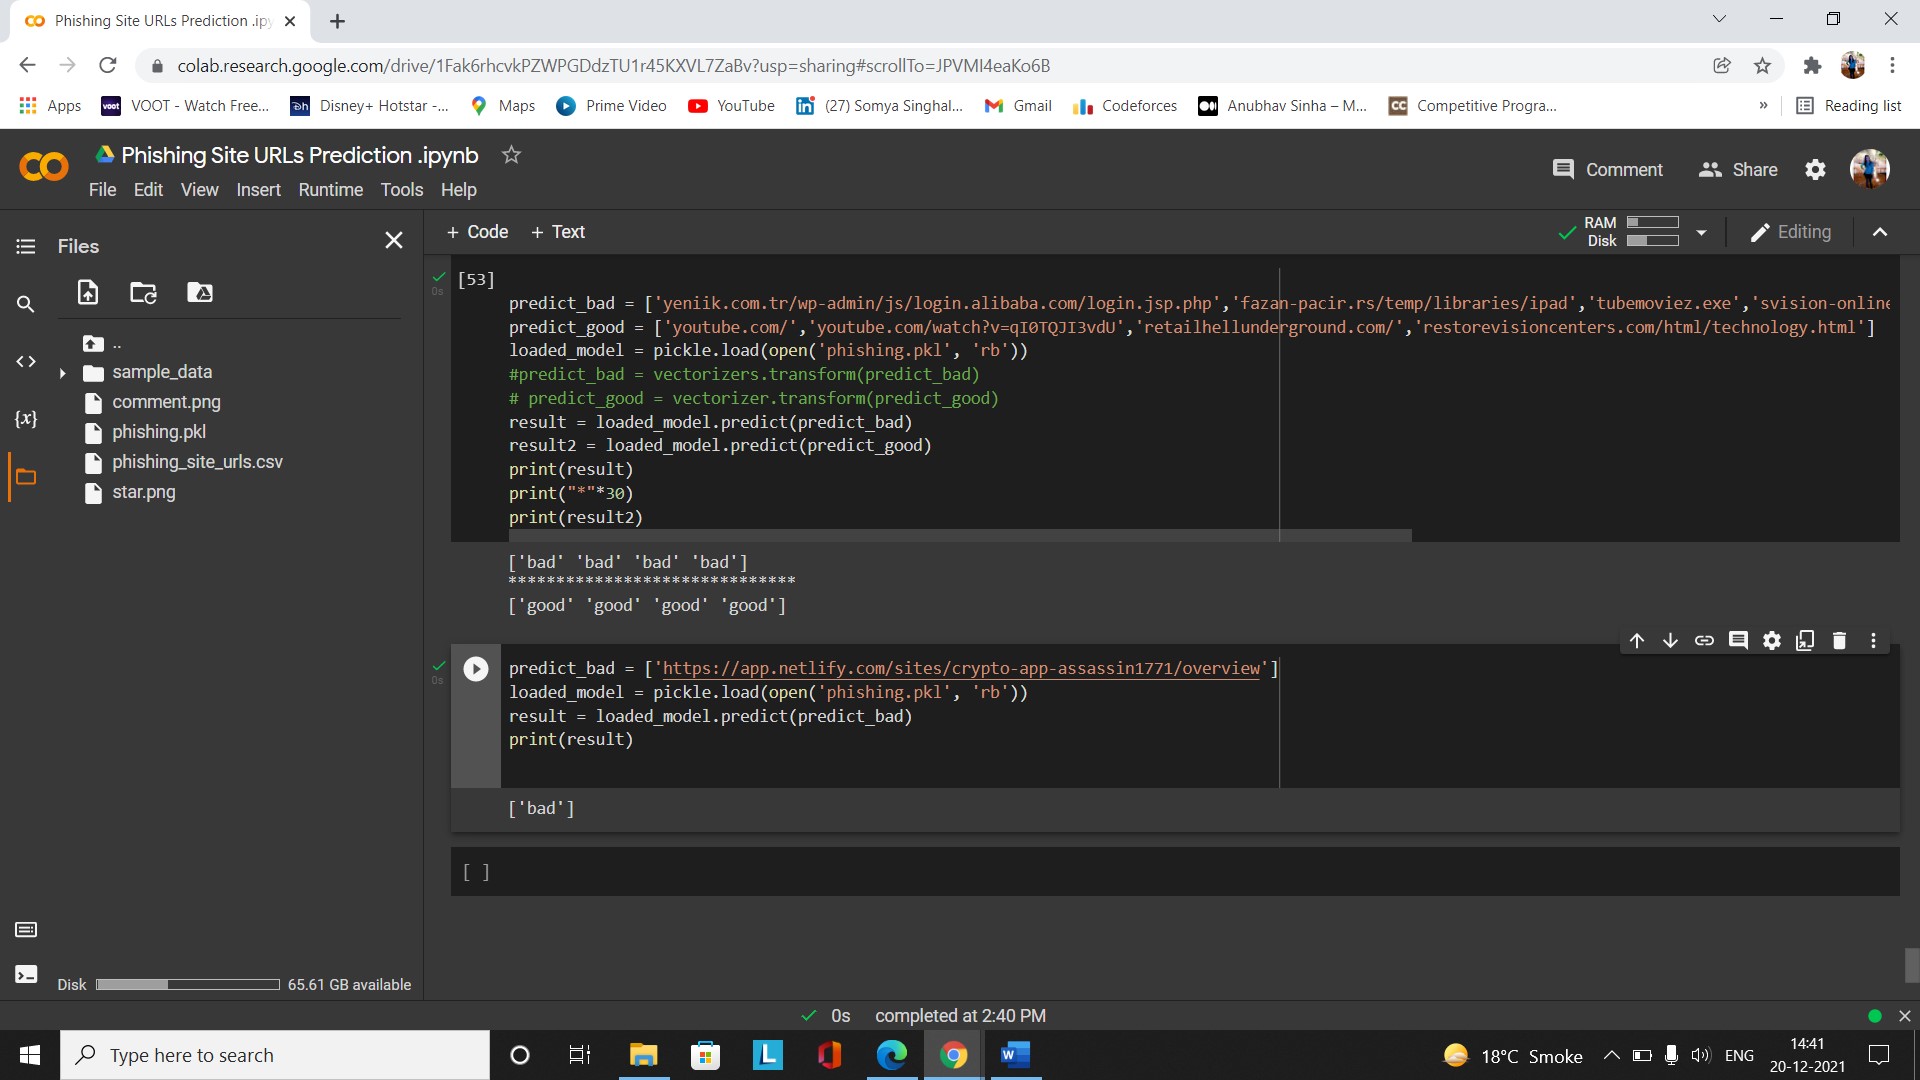 Phishing Site URLs Prediction .ipy
colab.research.google.com/drive/1Fak6rhcvkPZWPGDdzTU1r45KXVL7ZaBv?usp=sharing#scrollTo=JPVMI4eaKo6B
Apps voot VOOT - Watch Free... Dh Disney+ Hotstar -... Maps Prime Video YouTube in (27) Somya Singhal... Gmail Codeforces Anubhav Sinha – M... CC Competitive Progra... » Reading list
Phishing Site URLs Prediction .ipynb
Comment Share
File Edit View Insert Runtime Tools Help
Files
+ Code + Text
RAM
Disk
Editing
..
sample_data
comment.png
phishing.pkl
phishing_site_urls.csv
star.png
{x}
0s
[53]
predict_bad = ['yeniik.com.tr/wp-admin/js/login.alibaba.com/login.jsp.php','fazan-pacir.rs/temp/libraries/ipad','tubemoviez.exe','svision-online
predict_good = ['youtube.com/','youtube.com/watch?v=qI0TQJI3vdU','retailhellunderground.com/','restorevisioncenters.com/html/technology.html']
loaded_model = pickle.load(open('phishing.pkl', 'rb'))
#predict_bad = vectorizers.transform(predict_bad)
# predict_good = vectorizer.transform(predict_good)
result = loaded_model.predict(predict_bad)
result2 = loaded_model.predict(predict_good)
print(result)
print("*"*30)
print(result2)
['bad' 'bad' 'bad' 'bad']
******************************
['good' 'good' 'good' 'good']
0s
predict_bad = ['https://app.netlify.com/sites/crypto-app-assassin1771/overview']
loaded_model = pickle.load(open('phishing.pkl', 'rb'))
result = loaded_model.predict(predict_bad)
print(result)
['bad']
[ ]
Disk 65.61 GB available
0s completed at 2:40 PM
Type here to search
L
W
18°C Smoke
ENG
14:41
20-12-2021